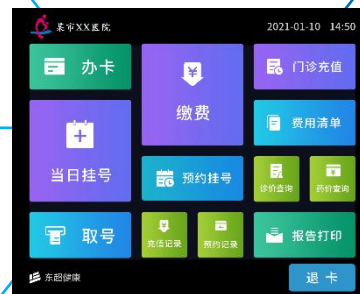 某市XX医院
2021-01-10 14:50
办卡
缴费
门诊充值
费用清单
当日挂号
预约挂号
诊价查询
药价查询
取号
充值记录
预约记录
报告打印
东超健康
退卡